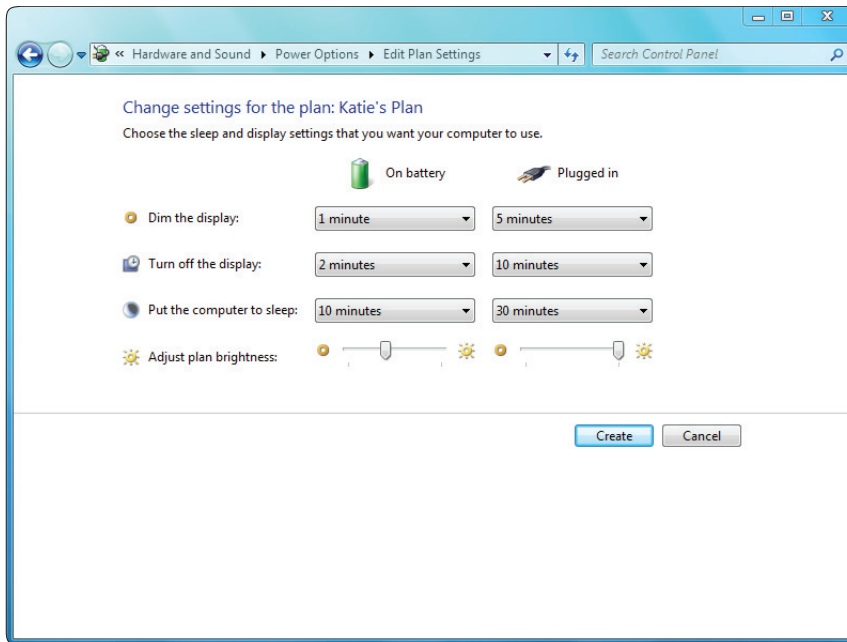 « Hardware and Sound Power Options Edit Plan Settings Search Control Panel
Change settings for the plan: Katie's Plan
Choose the sleep and display settings that you want your computer to use.
On battery Plugged in
Dim the display: 1 minute 5 minutes
Turn off the display: 2 minutes 10 minutes
Put the computer to sleep: 10 minutes 30 minutes
Adjust plan brightness:
Create Cancel